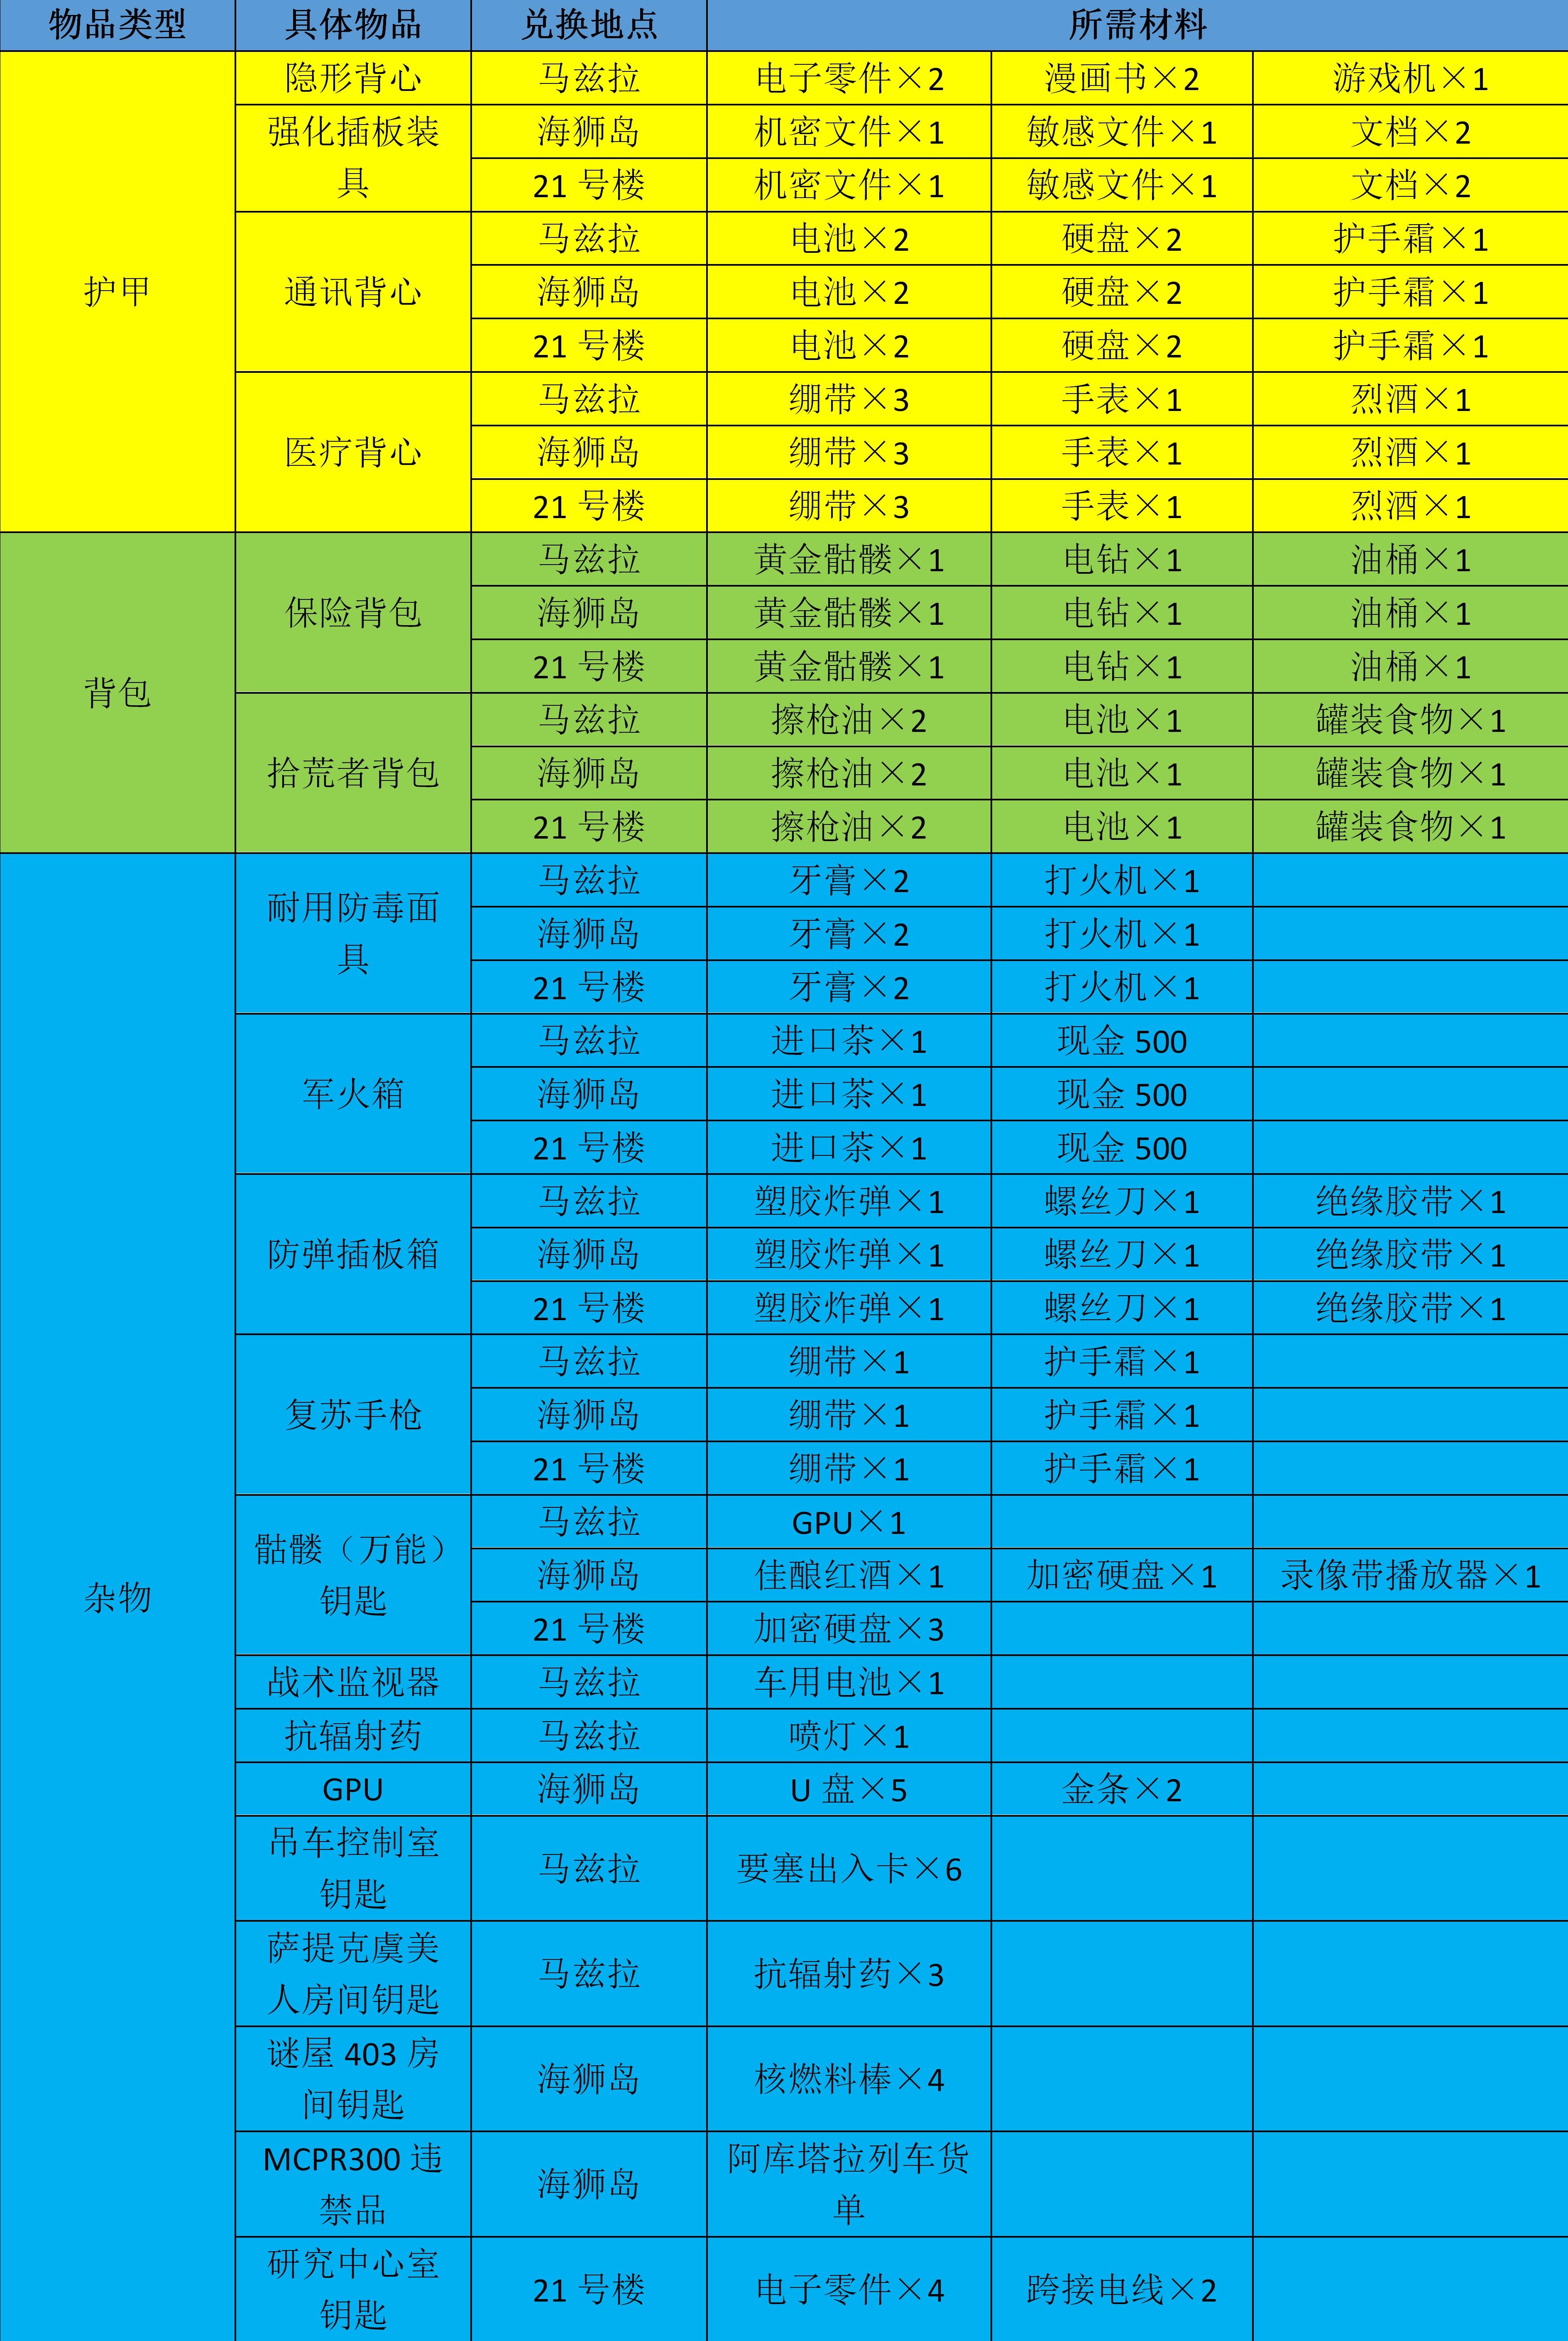 物品类型 具体物品 兑换地点 所需材料
护甲
隐形背心 马兹拉 电子零件×2 漫画书×2 游戏机×1
强化插板装
具
海狮岛 机密文件×1 敏感文件×1 文档×2
21 号楼 机密文件×1 敏感文件×1 文档×2
通讯背心
马兹拉 电池×2 硬盘×2 护手霜×1
海狮岛 电池×2 硬盘×2 护手霜×1
21 号楼 电池×2 硬盘×2 护手霜×1
医疗背心
马兹拉 绷带×3 手表×1 烈酒×1
海狮岛 绷带×3 手表×1 烈酒×1
21 号楼 绷带×3 手表×1 烈酒×1
背包
保险背包
马兹拉 黄金骷髅×1 电钻×1 油桶×1
海狮岛 黄金骷髅×1 电钻×1 油桶×1
21 号楼 黄金骷髅×1 电钻×1 油桶×1
拾荒者背包
马兹拉 擦枪油×2 电池×1 罐装食物×1
海狮岛 擦枪油×2 电池×1 罐装食物×1
21 号楼 擦枪油×2 电池×1 罐装食物×1
杂物
耐用防毒面
具
马兹拉 牙膏×2 打火机×1
海狮岛 牙膏×2 打火机×1
21 号楼 牙膏×2 打火机×1
军火箱
马兹拉 进口茶×1 现金 500
海狮岛 进口茶×1 现金 500
21 号楼 进口茶×1 现金 500
防弹插板箱
马兹拉 塑胶炸弹×1 螺丝刀×1 绝缘胶带×1
海狮岛 塑胶炸弹×1 螺丝刀×1 绝缘胶带×1
21 号楼 塑胶炸弹×1 螺丝刀×1 绝缘胶带×1
复苏手枪
马兹拉 绷带×1 护手霜×1
海狮岛 绷带×1 护手霜×1
21 号楼 绷带×1 护手霜×1
骷髅（万能）
钥匙
马兹拉 GPU×1
海狮岛 佳酿红酒×1 加密硬盘×1 录像带播放器×1
21 号楼 加密硬盘×3
战术监视器 马兹拉 车用电池×1
抗辐射药 马兹拉 喷灯×1
GPU 海狮岛 U 盘×5 金条×2
吊车控制室
钥匙
马兹拉 要塞出入卡×6
萨提克虞美
人房间钥匙
马兹拉 抗辐射药×3
谜屋 403 房
间钥匙
海狮岛 核燃料棒×4
MCPR300 违
禁品
海狮岛
阿库塔拉列车货
单
研究中心室
钥匙
21 号楼 电子零件×4 跨接电线×2